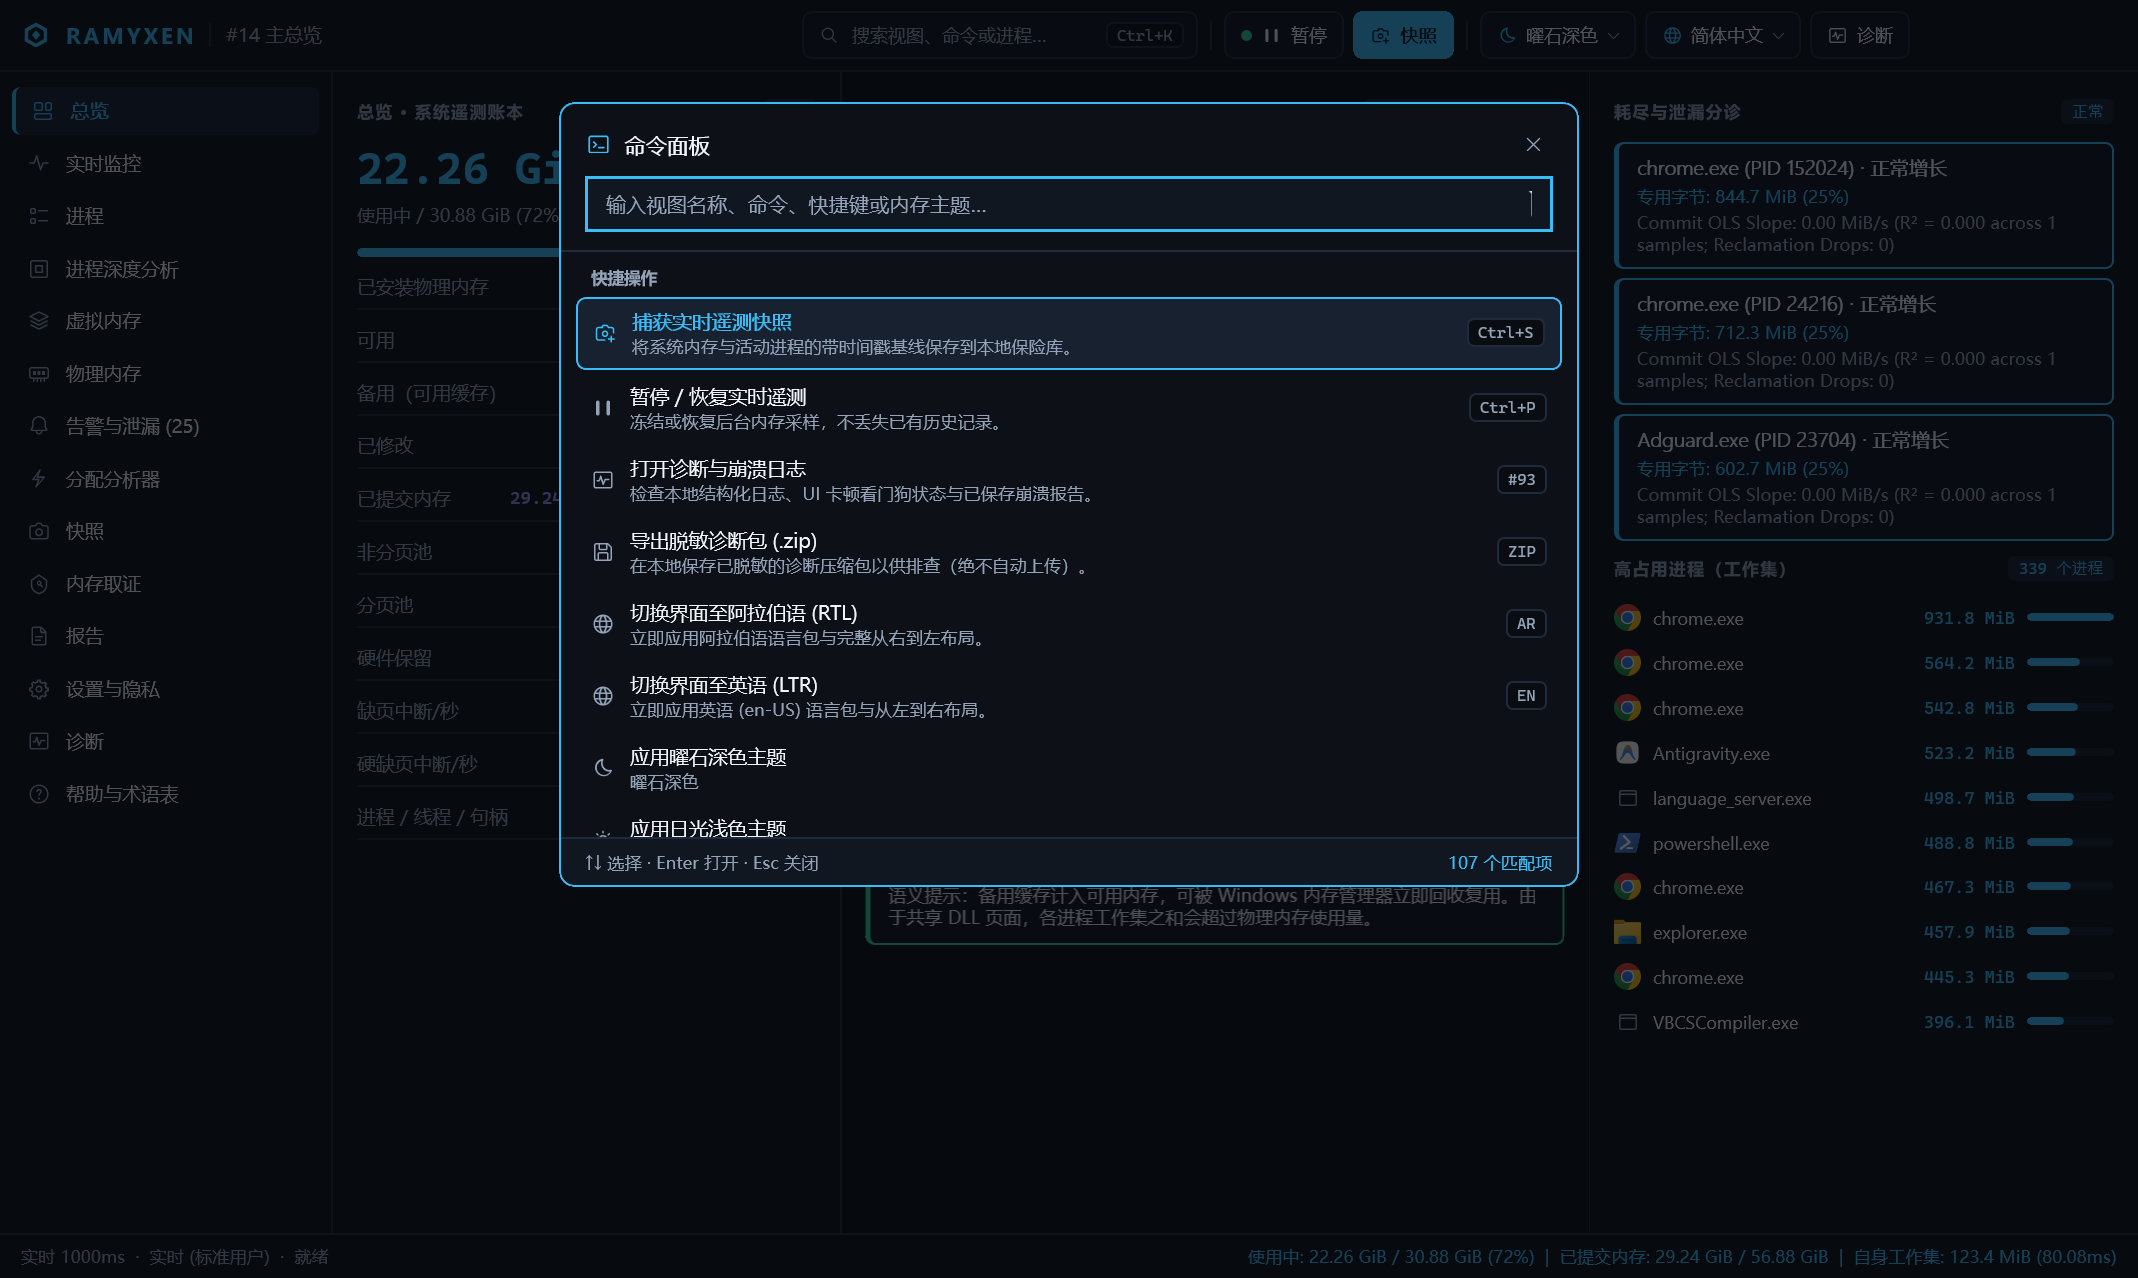 RAMYXEN
#14 主总览
搜索视图、命令或进程...
Ctrl+K
暂停
快照
曜石深色
简体中文
诊断
总览
实时监控
进程
进程深度分析
虚拟内存
物理内存
告警与泄漏 (25)
分配分析器
快照
内存取证
报告
设置与隐私
诊断
帮助与术语表
总览 · 系统遥测账本
22.26 Gi
使用中 / 30.88 GiB (72%
已安装物理内存
可用
备用（可用缓存）
已修改
已提交内存 29.24
非分页池
分页池
硬件保留
缺页中断/秒
硬缺页中断/秒
进程 / 线程 / 句柄
命令面板
输入视图名称、命令、快捷键或内存主题...
快捷操作
捕获实时遥测快照
将系统内存与活动进程的带时间戳基线保存到本地保险库。
Ctrl+S
暂停 / 恢复实时遥测
冻结或恢复后台内存采样，不丢失已有历史记录。
Ctrl+P
打开诊断与崩溃日志
检查本地结构化日志、UI 卡顿看门狗状态与已保存崩溃报告。
#93
导出脱敏诊断包 (.zip)
在本地保存已脱敏的诊断压缩包以供排查（绝不自动上传）。
ZIP
切换界面至阿拉伯语 (RTL)
立即应用阿拉伯语语言包与完整从右到左布局。
AR
切换界面至英语 (LTR)
立即应用英语 (en-US) 语言包与从左到右布局。
EN
应用曜石深色主题
曜石深色
应用日光浅色主题
↑↓ 选择 · Enter 打开 · Esc 关闭
107 个匹配项
语义提示：备用缓存计入可用内存，可被 Windows 内存管理器立即回收复用。由
于共享 DLL 页面，各进程工作集之和会超过物理内存使用量。
耗尽与泄漏分诊
正常
chrome.exe (PID 152024) · 正常增长
专用字节: 844.7 MiB (25%)
Commit OLS Slope: 0.00 MiB/s (R² = 0.000 across 1
samples; Reclamation Drops: 0)
chrome.exe (PID 24216) · 正常增长
专用字节: 712.3 MiB (25%)
Commit OLS Slope: 0.00 MiB/s (R² = 0.000 across 1
samples; Reclamation Drops: 0)
Adguard.exe (PID 23704) · 正常增长
专用字节: 602.7 MiB (25%)
Commit OLS Slope: 0.00 MiB/s (R² = 0.000 across 1
samples; Reclamation Drops: 0)
高占用进程（工作集）
339 个进程
chrome.exe 931.8 MiB
chrome.exe 564.2 MiB
chrome.exe 542.8 MiB
Antigravity.exe 523.2 MiB
language_server.exe 498.7 MiB
powershell.exe 488.8 MiB
chrome.exe 467.3 MiB
explorer.exe 457.9 MiB
chrome.exe 445.3 MiB
VBCSCompiler.exe 396.1 MiB
实时 1000ms · 实时 (标准用户) · 就绪
使用中: 22.26 GiB / 30.88 GiB (72%) | 已提交内存: 29.24 GiB / 56.88 GiB | 自身工作集: 123.4 MiB (80.08ms)